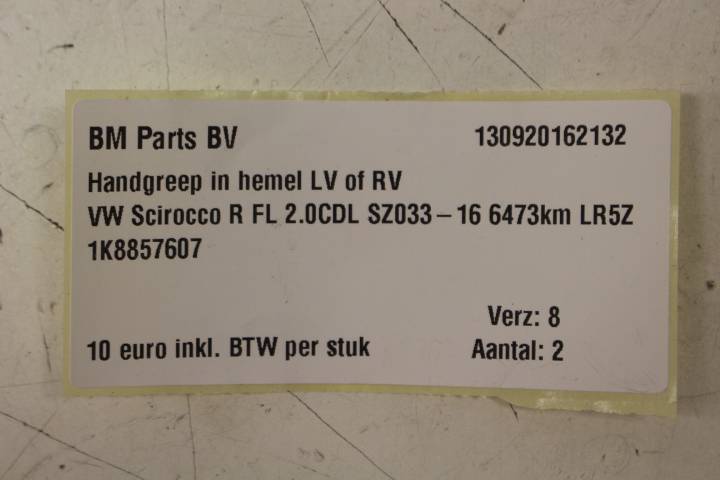 BM Parts BV 130920162132
Handgreep in hemel LV of RV
VW Scirocco R FL 2.0CDL SZ033-16 6473km LR5Z
1K8857607
Verz: 8
10 euro inkl. BTW per stuk Aantal: 2